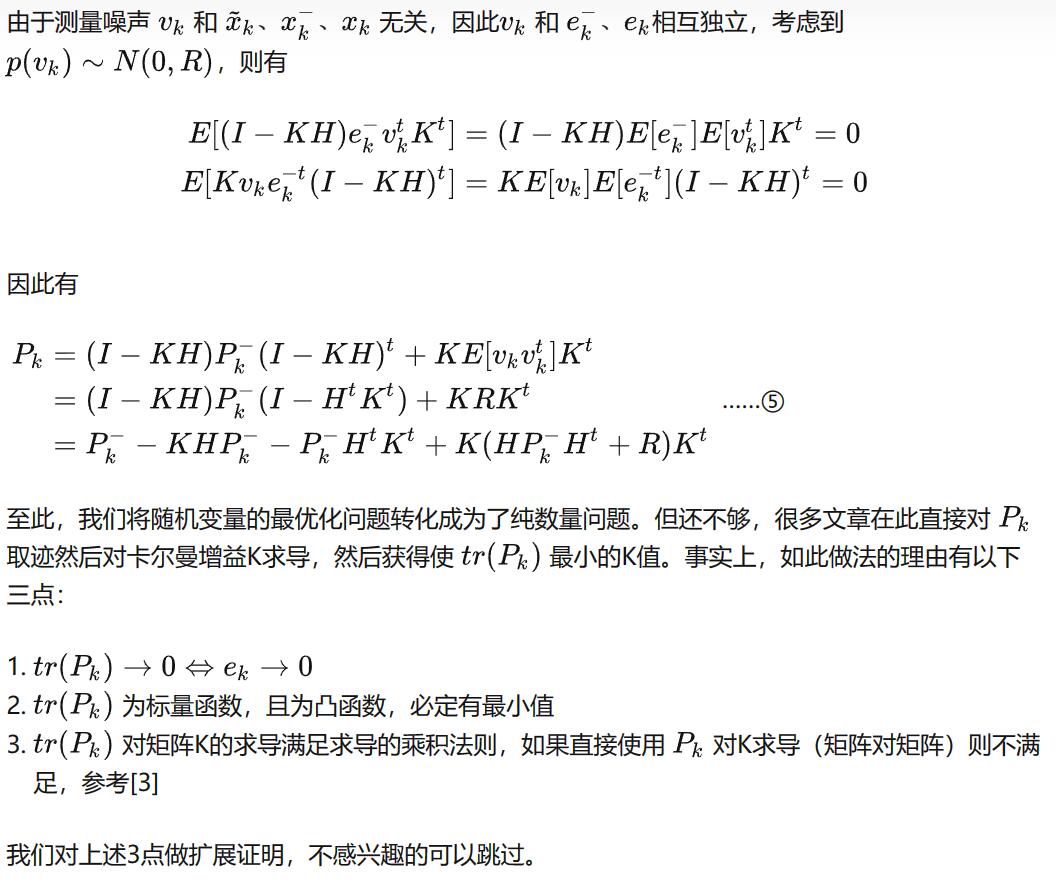 由于测量噪声 $v_k$ 和 $\tilde{x}_k$、$x_k^-$、$x_k$ 无关，因此$v_k$ 和 $e_k^-$、$e_k$相互独立，考虑到
$p(v_k) \sim N(0, R)$，则有
$E[(I - KH)e_k^- v_k^t K^t] = (I - KH)E[e_k^-]E[v_k^t]K^t = 0$
$E[Kv_k e_k^{-t}(I - KH)^t] = KE[v_k]E[e_k^{-t}](I - KH)^t = 0$
因此有
$P_k = (I - KH)P_k^-(I - KH)^t + KE[v_k v_k^t]K^t$
$= (I - KH)P_k^-(I - H^t K^t) + KRK^t$ ......⑤
$= P_k^- - KHP_k^- - P_k^- H^t K^t + K(HP_k^- H^t + R)K^t$
至此，我们将随机变量的最优化问题转化成为了纯数量问题。但还不够，很多文章在此直接对 $P_k$
取迹然后对卡尔曼增益K求导，然后获得使 $tr(P_k)$ 最小的K值。事实上，如此做法的理由有以下
三点：
1. $tr(P_k) \to 0 \Leftrightarrow e_k \to 0$
2. $tr(P_k)$ 为标量函数，且为凸函数，必定有最小值
3. $tr(P_k)$ 对矩阵K的求导满足求导的乘积法则，如果直接使用 $P_k$ 对K求导（矩阵对矩阵）则不满
足，参考[3]
我们对上述3点做扩展证明，不感兴趣的可以跳过。